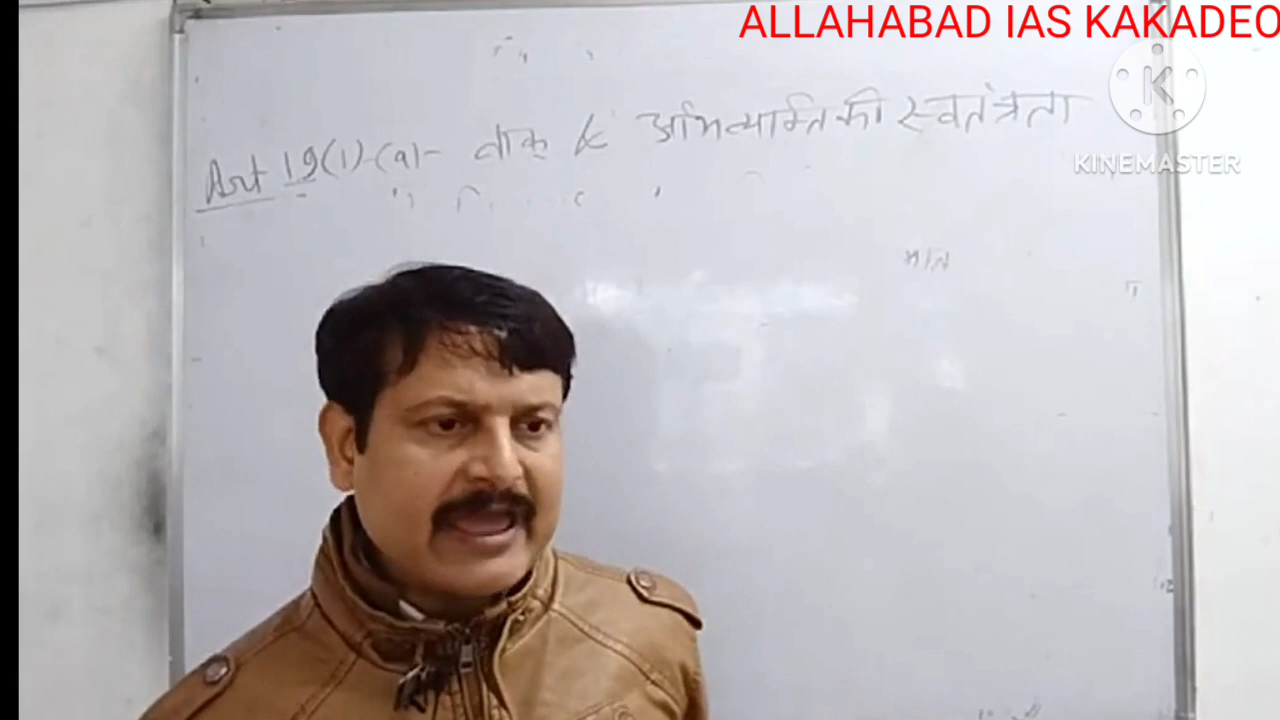 ALLAHABAD IAS KAKADEO
K
KINEMASTER
Art 19(1)-(a)- वाक् & अभिव्यक्ति की स्वतंत्रता